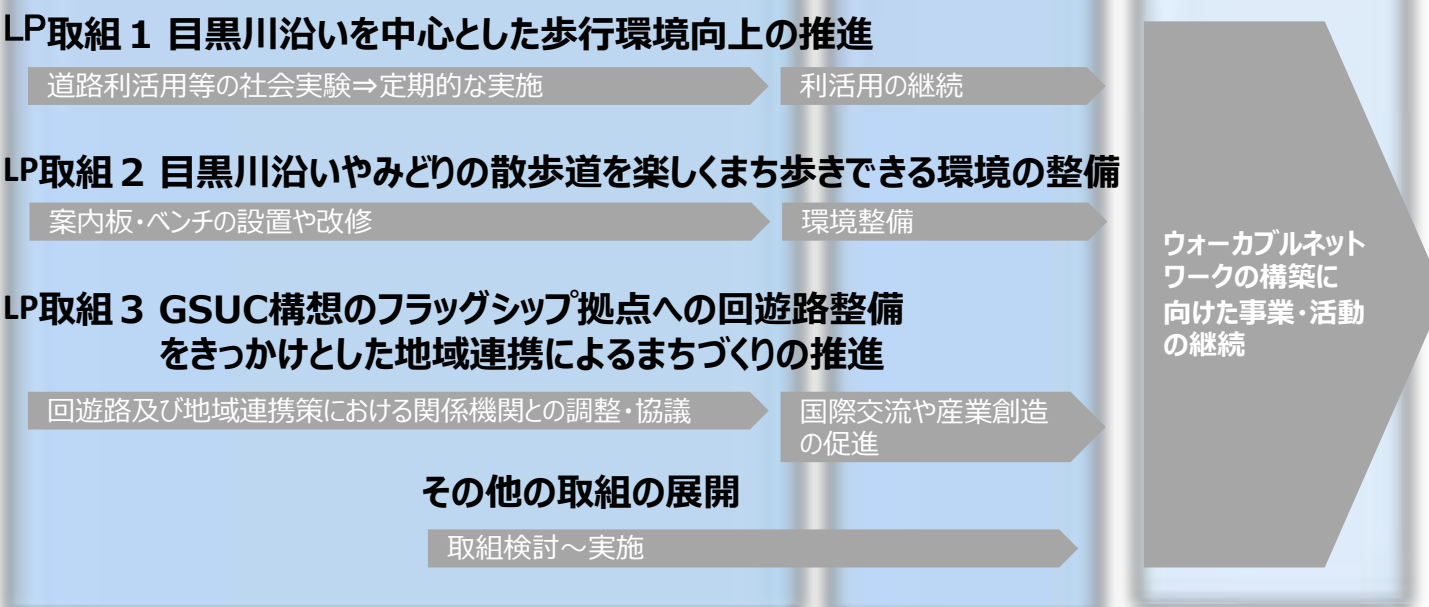 LP取組1 目黒川沿いを中心とした歩行環境向上の推進
道路利活用等の社会実験⇒定期的な実施
利活用の継続
LP取組2 目黒川沿いやみどりの散歩道を楽しくまち歩きできる環境の整備
案内板・ベンチの設置や改修
環境整備
LP取組3 GSUC構想のフラッグシップ拠点への回遊路整備
をきっかけとした地域連携によるまちづくりの推進
回遊路及び地域連携策における関係機関との調整・協議
国際交流や産業創造
の促進
その他の取組の展開
取組検討～実施
ウォーカブルネット
ワークの構築に
向けた事業・活動
の継続